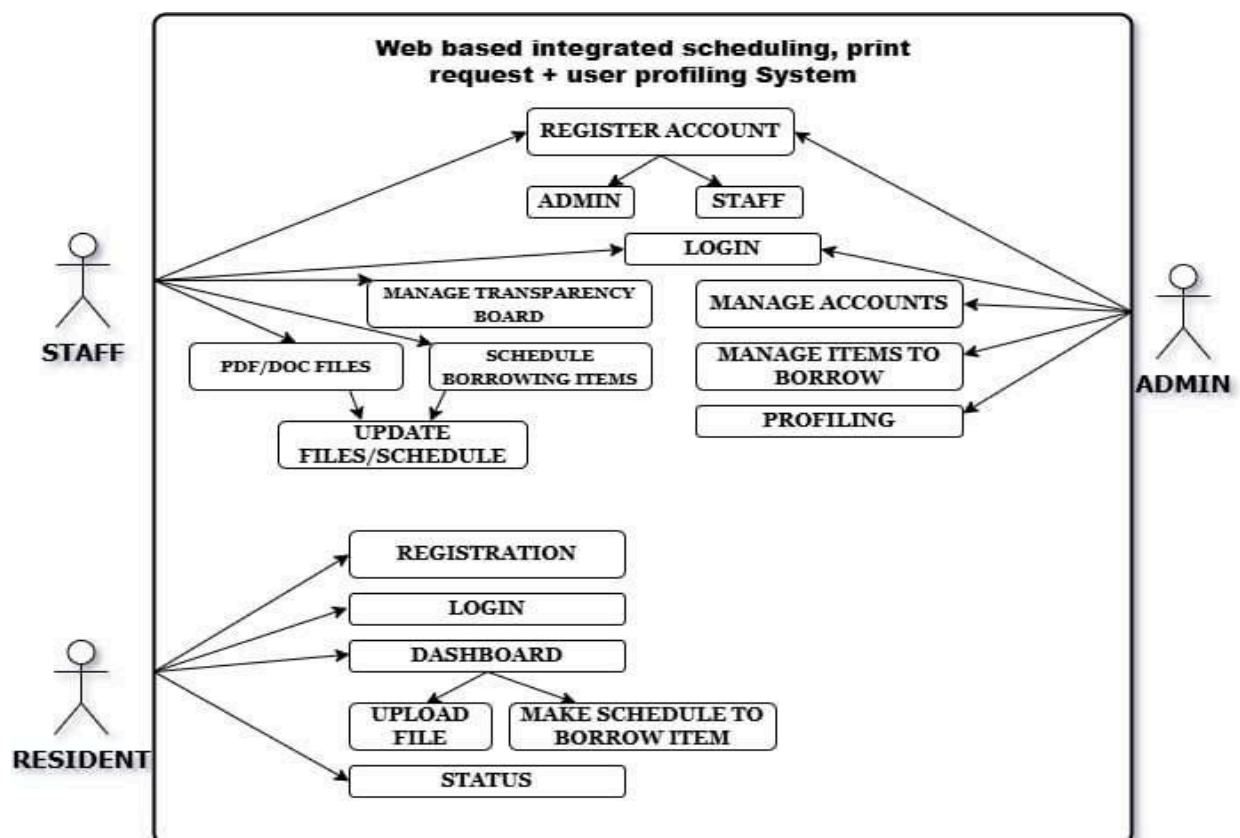 Web based integrated scheduling, print
request + user profiling System
REGISTER ACCOUNT
ADMIN
STAFF
LOGIN
MANAGE TRANSPARENCY
BOARD
MANAGE ACCOUNTS
STAFF
PDF/DOC FILES
SCHEDULE
BORROWING ITEMS
MANAGE ITEMS TO
BORROW
ADMIN
PROFILING
UPDATE
FILES/SCHEDULE
REGISTRATION
LOGIN
DASHBOARD
UPLOAD
FILE
MAKE SCHEDULE TO
BORROW ITEM
RESIDENT
STATUS